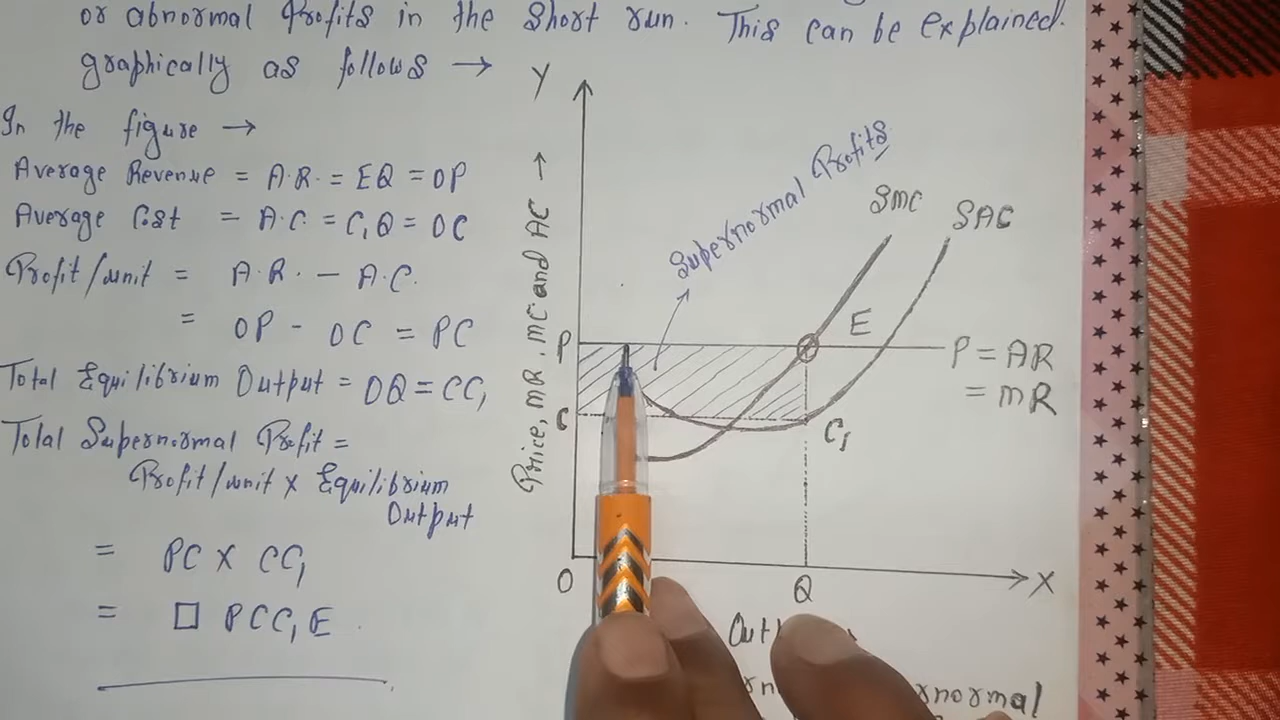 or abnormal Profits in the short run. This can be explained.
graphically as follows →
In the figure →
Average Revenue = A.R. = EQ = OP
Average Cost = A.C. = C₁Q = OC
Profit/unit = A.R. - A.C.
= OP - OC = PC
Total Equilibrium Output = OQ = CC₁
Total Supernormal Profit =
Profit/unit x Equilibrium
Output
= PC X CC₁
= □ PCC₁E
Y
Price, MR, MC and AC →
Supernormal Profits
SMC
SAC
P
E
P = AR
= MR
C
C₁
O
Q
X